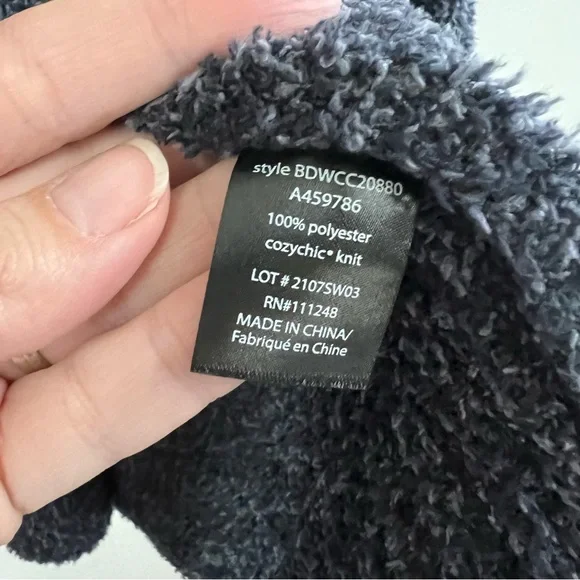 style BDWCC20880
A459786
100% polyester
cozychic® knit
LOT # 2107SW03
RN#111248
MADE IN CHINA/
Fabriqué en Chine